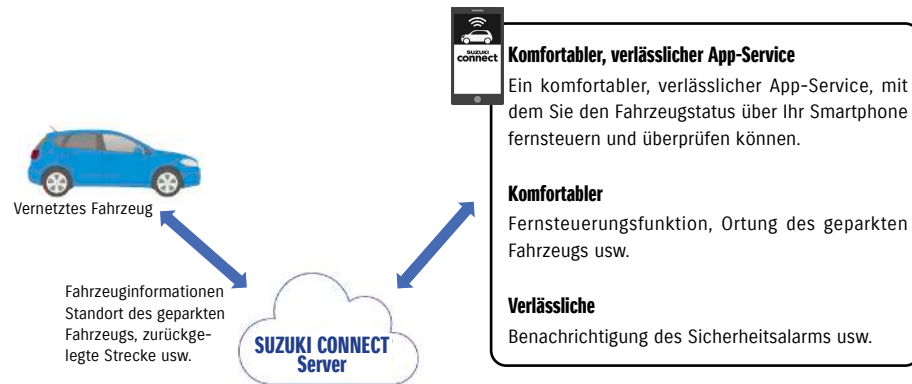 SUZUKI
connect
Komfortabler, verlässlicher App-Service
Ein komfortabler, verlässlicher App-Service, mit
dem Sie den Fahrzeugstatus über Ihr Smartphone
fernsteuern und überprüfen können.
Komfortabler
Fernsteuerungsfunktion, Ortung des geparkten
Fahrzeugs usw.
Verlässliche
Benachrichtigung des Sicherheitsalarms usw.
Vernetztes Fahrzeug
Fahrzeuginformationen
Standort des geparkten
Fahrzeugs, zurückge-
legte Strecke usw.
SUZUKI CONNECT
Server